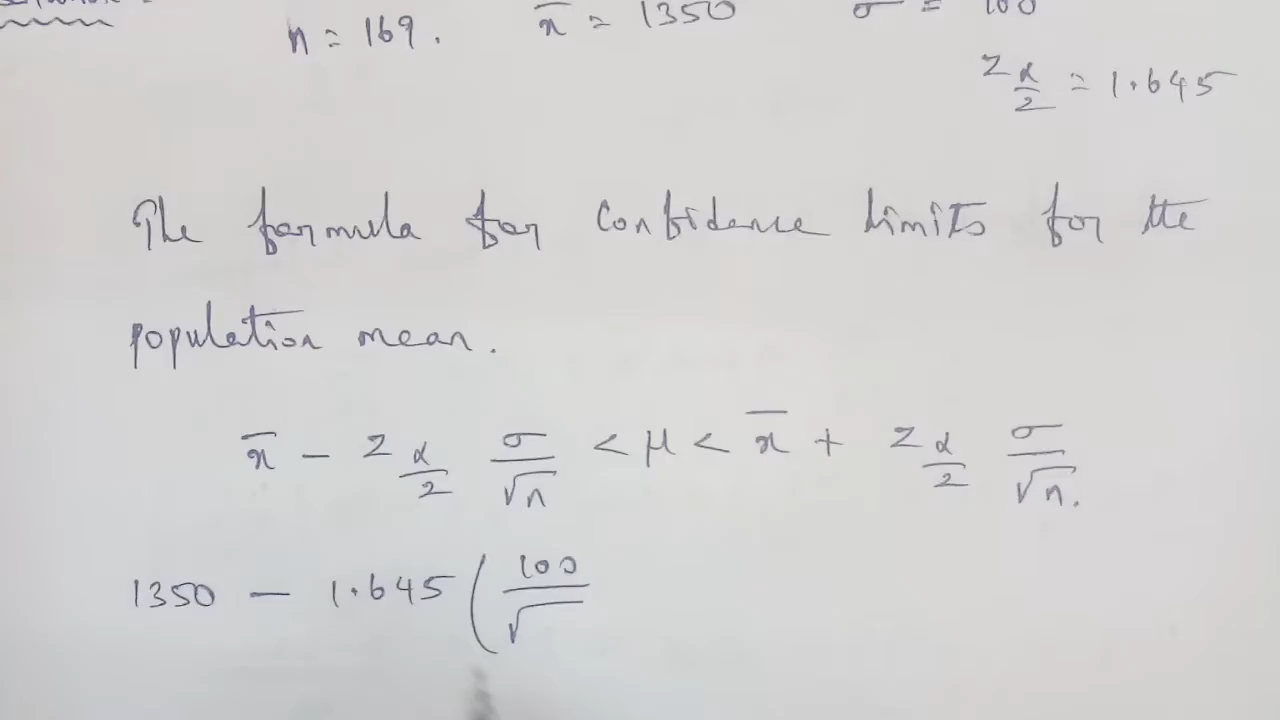 n = 169. x̄ = 1350 σ = 100
z α/2 = 1.645
The formula for confidence limits for the
population mean.
x̄ - z α/2 σ/√n < μ < x̄ + z α/2 σ/√n.
1350 - 1.645 ( 100/√